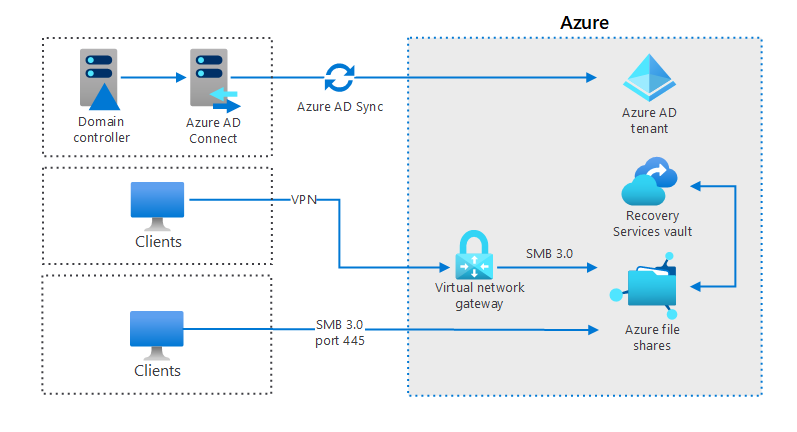 Azure
Domain
controller
Azure AD
Connect
Azure AD Sync
Azure AD
tenant
Clients
VPN
Recovery
Services vault
Virtual network
gateway
SMB 3.0
Clients
SMB 3.0
port 445
Azure file
shares